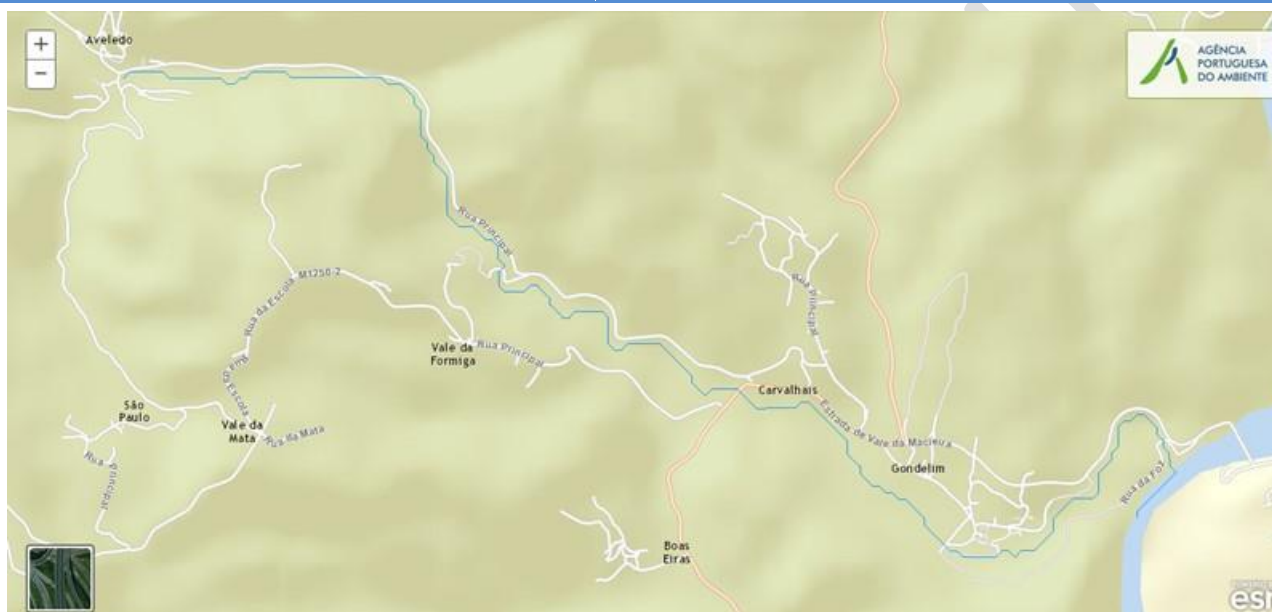 +
−
Aveledo
AGÊNCIA
PORTUGUESA
DO AMBIENTE
Rua Principal
M1250-2
Rua da Escola
Rua Principal
Vale da
Formiga
Rua Principal
Rua da Escola
Carvalhais
São
Paulo
Vale da
Mata
Rua da Mata
Estrada de Vale da Macieira
Rua principal
Gondelim
Rua da Foz
Boas
Eiras
esri